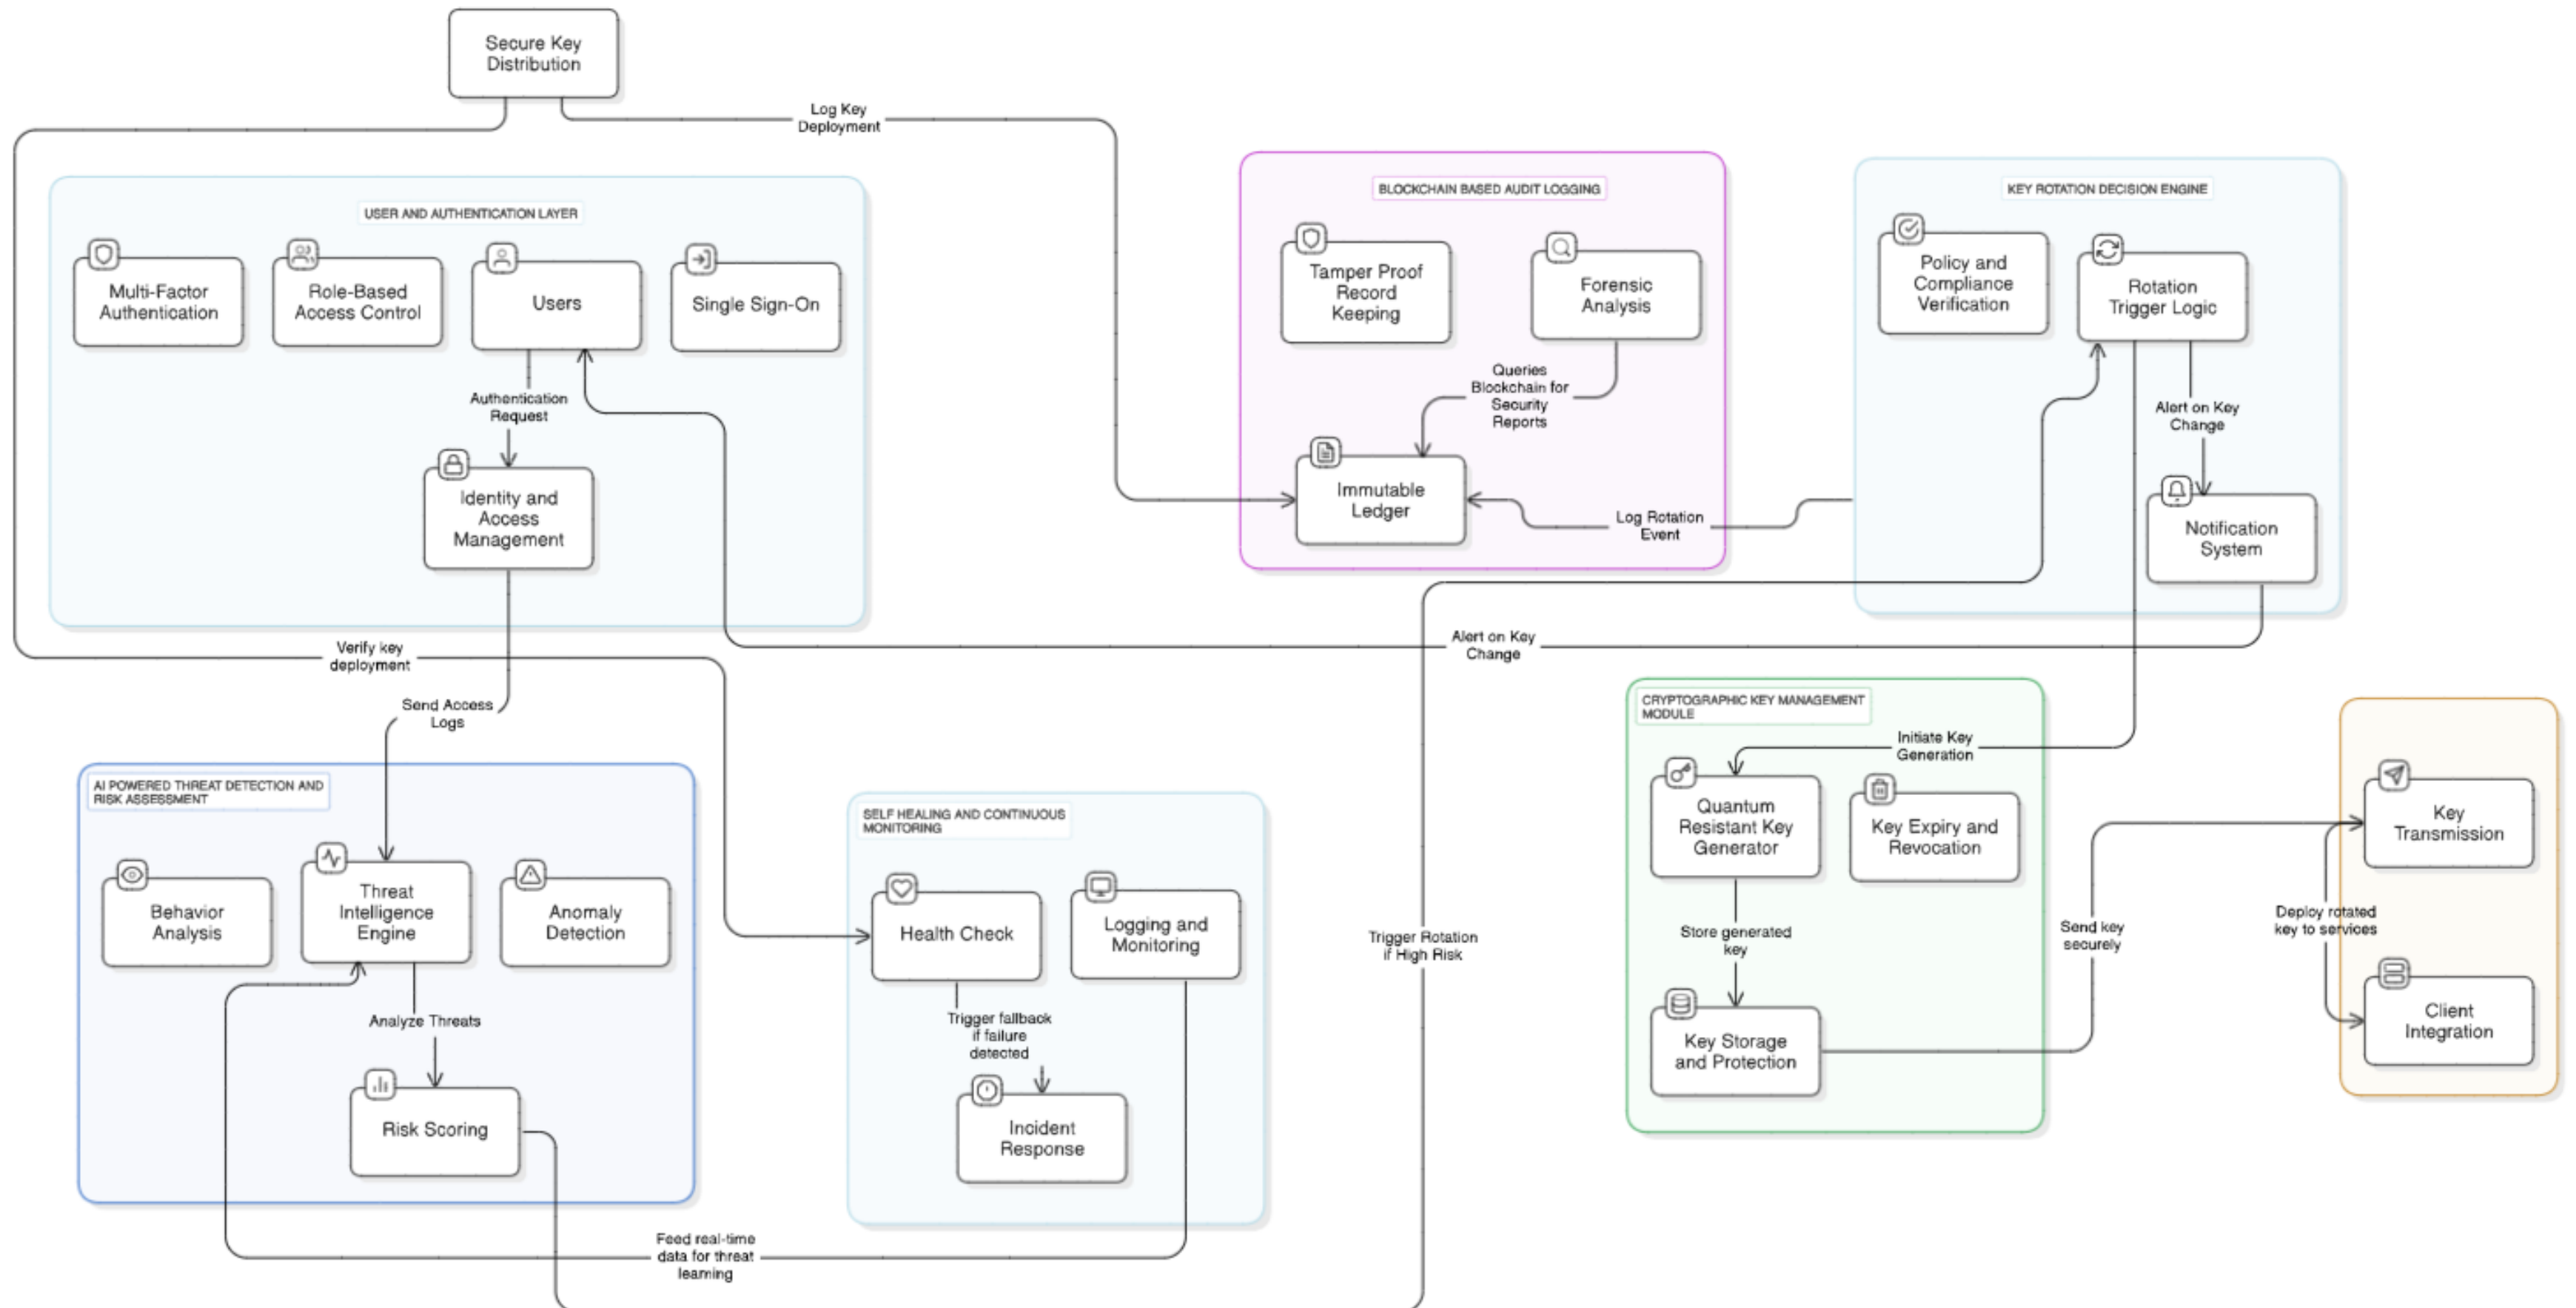 Secure Key
Distribution
Log Key
Deployment
USER AND AUTHENTICATION LAYER
Multi-Factor
Authentication
Role-Based
Access Control
Users
Single Sign-On
Authentication
Request
Identity and
Access
Management
BLOCKCHAIN BASED AUDIT LOGGING
Tamper Proof
Record
Keeping
Forensic
Analysis
Queries
Blockchain for
Security
Reports
Immutable
Ledger
Log Rotation
Event
KEY ROTATION DECISION ENGINE
Policy and
Compliance
Verification
Rotation
Trigger Logic
Alert on Key
Change
Notification
System
Verify key
deployment
Alert on Key
Change
Send Access
Logs
AI POWERED THREAT DETECTION AND
RISK ASSESSMENT
Behavior
Analysis
Threat
Intelligence
Engine
Anomaly
Detection
Analyze Threats
Risk Scoring
SELF HEALING AND CONTINUOUS
MONITORING
Health Check
Logging and
Monitoring
Trigger fallback
if failure
detected
Incident
Response
Feed real-time
data for threat
learning
Trigger Rotation
if High Risk
CRYPTOGRAPHIC KEY MANAGEMENT
MODULE
Initiate Key
Generation
Quantum
Resistant Key
Generator
Key Expiry and
Revocation
Store generated
key
Key Storage
and Protection
Send key
securely
Key
Transmission
Deploy rotated
key to services
Client
Integration